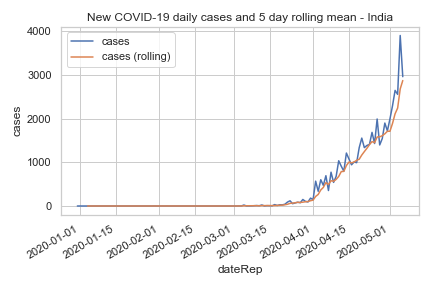 New COVID-19 daily cases and 5 day rolling mean - India
cases
cases (rolling)
4000
3000
2000
1000
0
cases
2020-01-01
2020-01-15
2020-02-01
2020-02-15
2020-03-01
2020-03-15
2020-04-01
2020-04-15
2020-05-01
dateRep